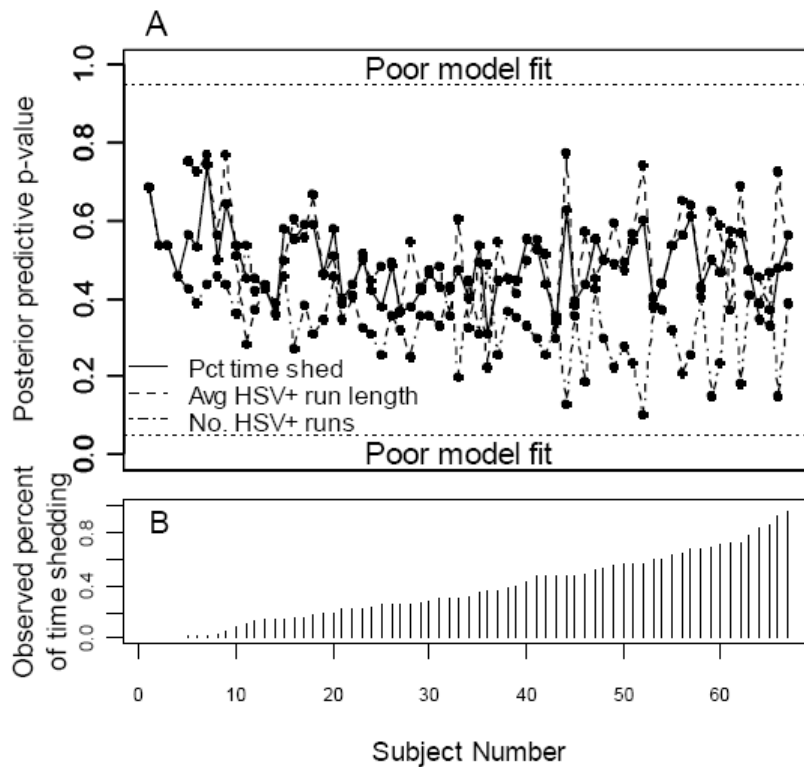 A
Poor model fit
1.0
0.8
0.6
0.4
0.2
0.0
Posterior predictive p-value
Pct time shed
Avg HSV+ run length
No. HSV+ runs
Poor model fit
B
0.8
0.4
0.0
Observed percent
of time shedding
0 10 20 30 40 50 60
Subject Number